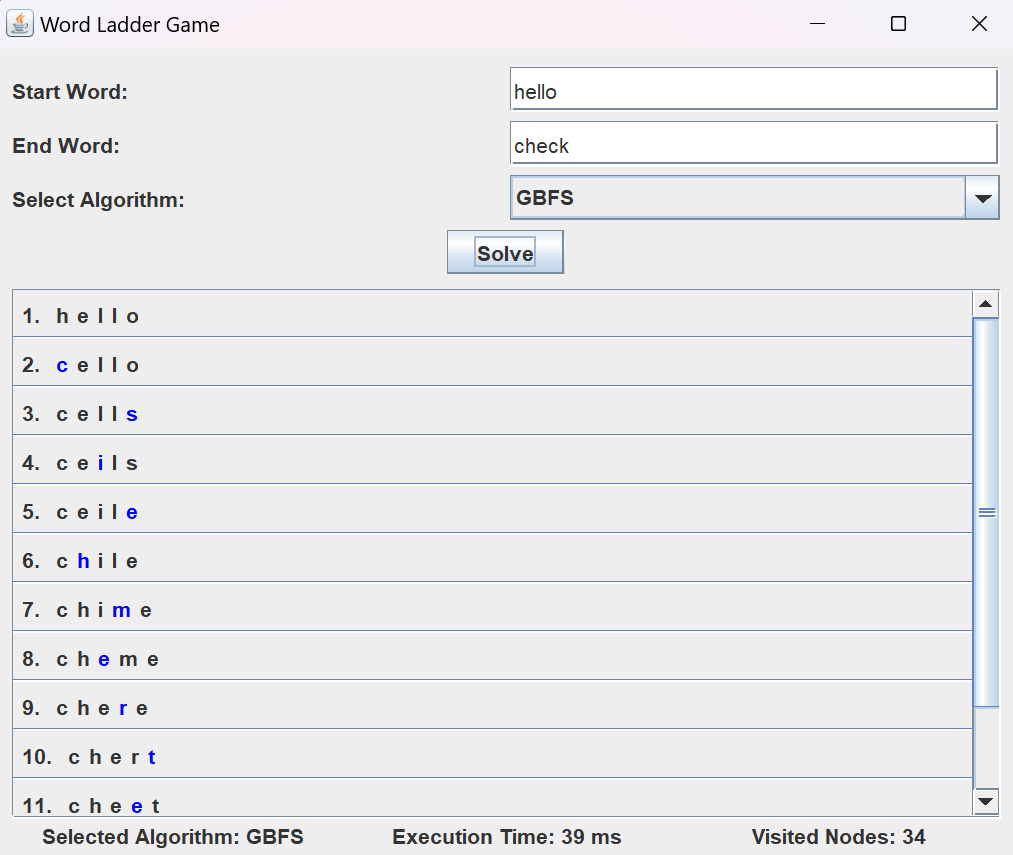 Word Ladder Game
Start Word: hello
End Word: check
Select Algorithm: GBFS
Solve
1. h e l l o
2. c e l l o
3. c e l l s
4. c e i l s
5. c e i l e
6. c h i l e
7. c h i m e
8. c h e m e
9. c h e r e
10. c h e r t
11. c h e e t
Selected Algorithm: GBFS Execution Time: 39 ms Visited Nodes: 34